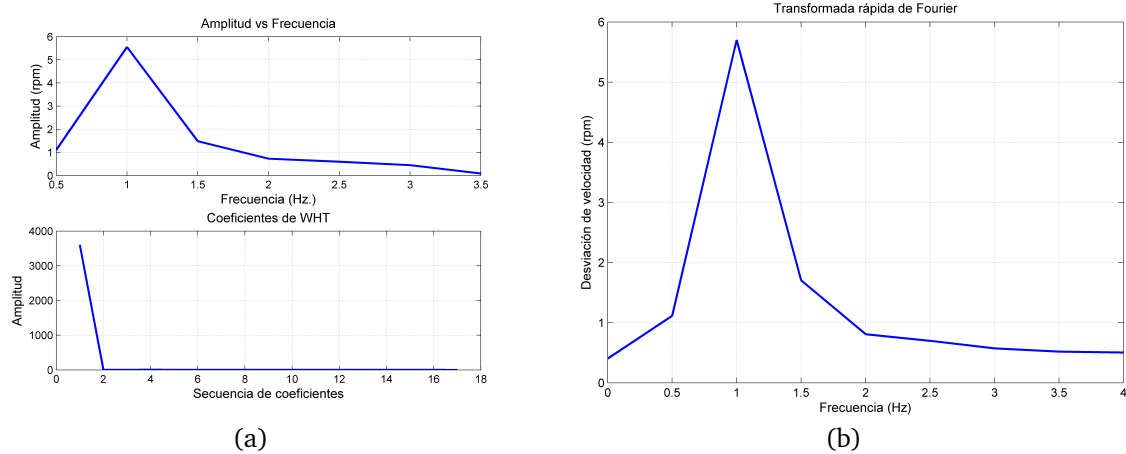 Amplitud vs Frecuencia
Amplitud (rpm)
6
5
4
3
2
1
0
0.5 1 1.5 2 2.5 3 3.5
Frecuencia (Hz.)
Coeficientes de WHT
Amplitud
4000
3000
2000
1000
0
0 2 4 6 8 10 12 14 16 18
Secuencia de coeficientes
(a)
Transformada rápida de Fourier
Desviación de velocidad (rpm)
6
5
4
3
2
1
0
0 0.5 1 1.5 2 2.5 3 3.5 4
Frecuencia (Hz)
(b)